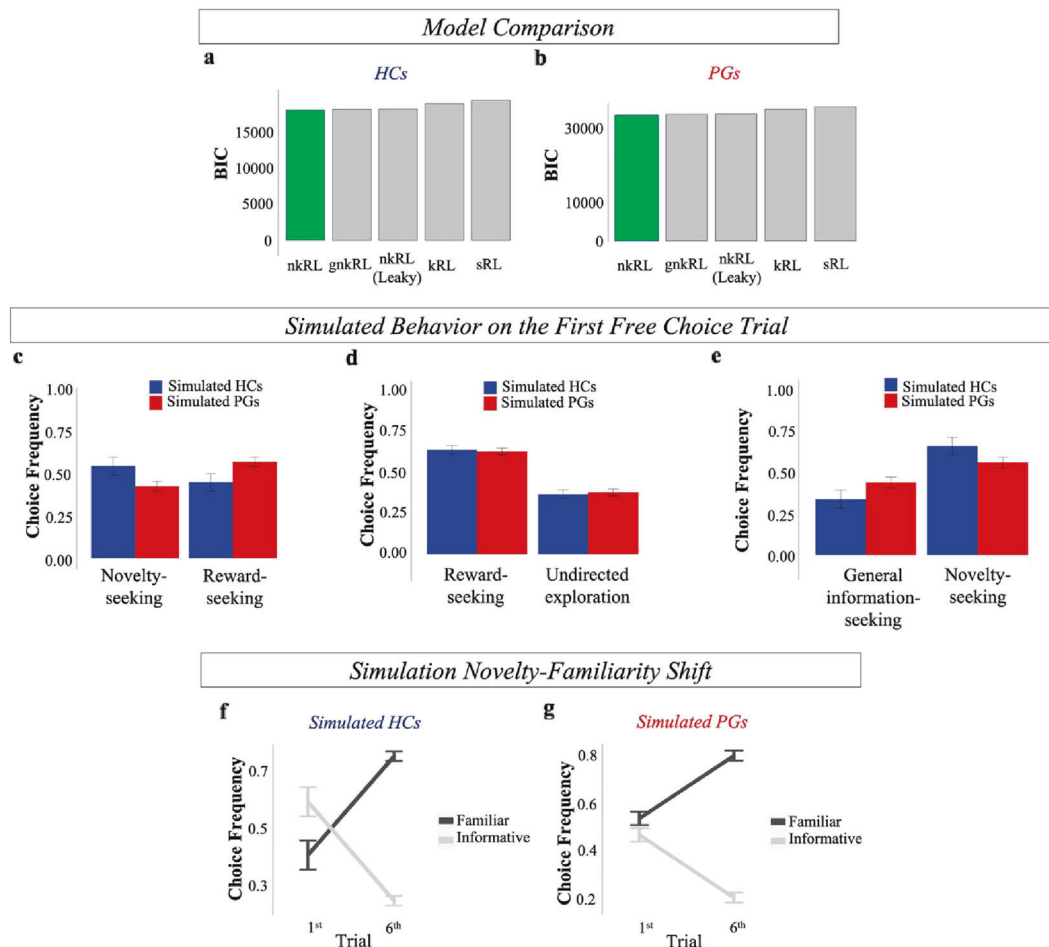 Model Comparison
a
HCs
BIC
15000
10000
5000
0
nkRL gnkRL nkRL (Leaky) kRL sRL
b
PGs
BIC
30000
10000
0
nkRL gnkRL nkRL (Leaky) kRL sRL
Simulated Behavior on the First Free Choice Trial
c
Simulated HCs
Simulated PGs
Choice Frequency
1.00
0.75
0.50
0.25
0.00
Novelty-
seeking
Reward-
seeking
d
Simulated HCs
Simulated PGs
Choice Frequency
1.00
0.75
0.50
0.25
0.00
Reward-
seeking
Undirected
exploration
e
Simulated HCs
Simulated PGs
Choice Frequency
1.00
0.75
0.50
0.25
0.00
General
information-
seeking
Novelty-
seeking
Simulation Novelty-Familiarity Shift
f
Simulated HCs
Choice Frequency
0.7
0.5
0.3
Familiar
Informative
1st 6th
Trial
g
Simulated PGs
Choice Frequency
0.8
0.6
0.4
0.2
Familiar
Informative
1st 6th
Trial